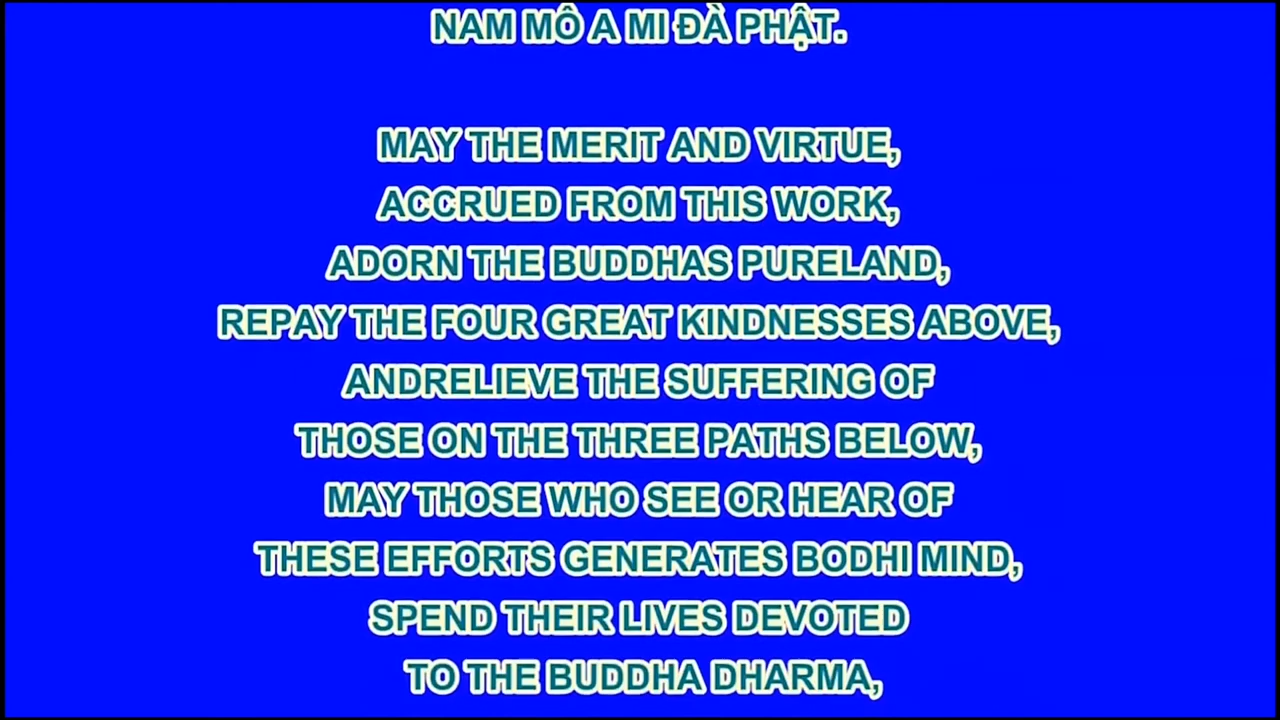 NAM MÔ A MI ĐÀ PHẬT.
MAY THE MERIT AND VIRTUE,
ACCRUED FROM THIS WORK,
ADORN THE BUDDHAS PURELAND,
REPAY THE FOUR GREAT KINDNESSES ABOVE,
ANDRELIEVE THE SUFFERING OF
THOSE ON THE THREE PATHS BELOW,
MAY THOSE WHO SEE OR HEAR OF
THESE EFFORTS GENERATES BODHI MIND,
SPEND THEIR LIVES DEVOTED
TO THE BUDDHA DHARMA,